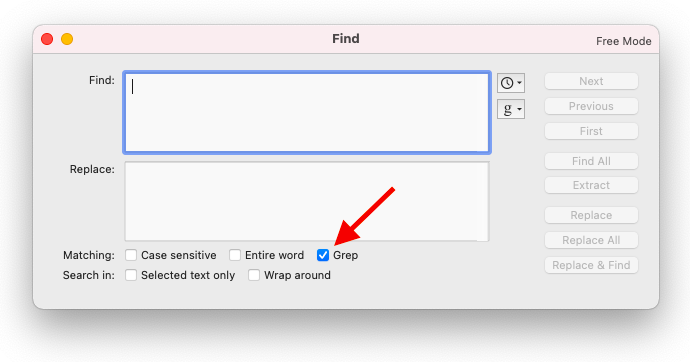 Find
Free Mode
Find:
g
Next
Previous
First
Find All
Extract
Replace:
Replace
Replace All
Replace & Find
Matching: Case sensitive Entire word Grep
Search in: Selected text only Wrap around